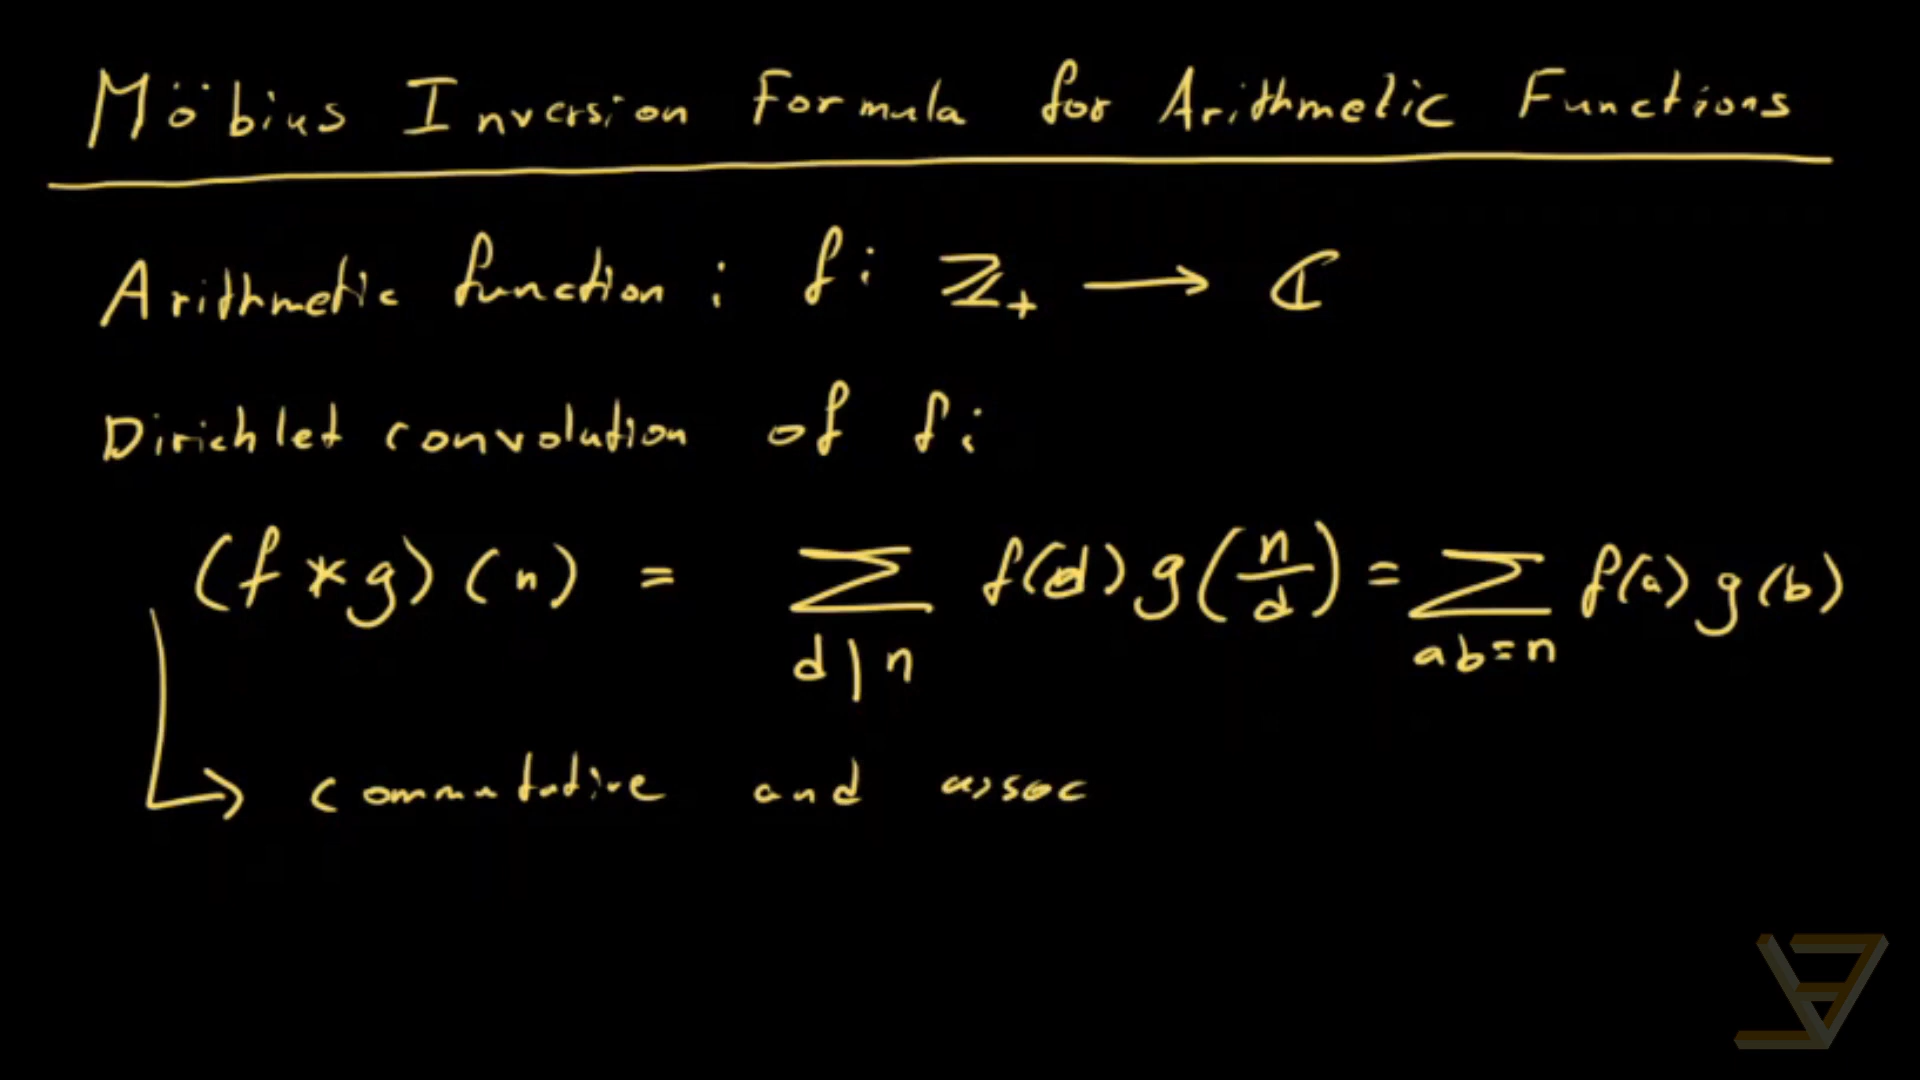 Möbius Inversion Formula for Arithmetic Functions
Arithmetic function : f: ℤ₊ → ℂ
Dirichlet convolution of f:
(f * g)(n) = ∑_{d|n} f(d) g(n/d) = ∑_{ab=n} f(a) g(b)
↳ commutative and assoc